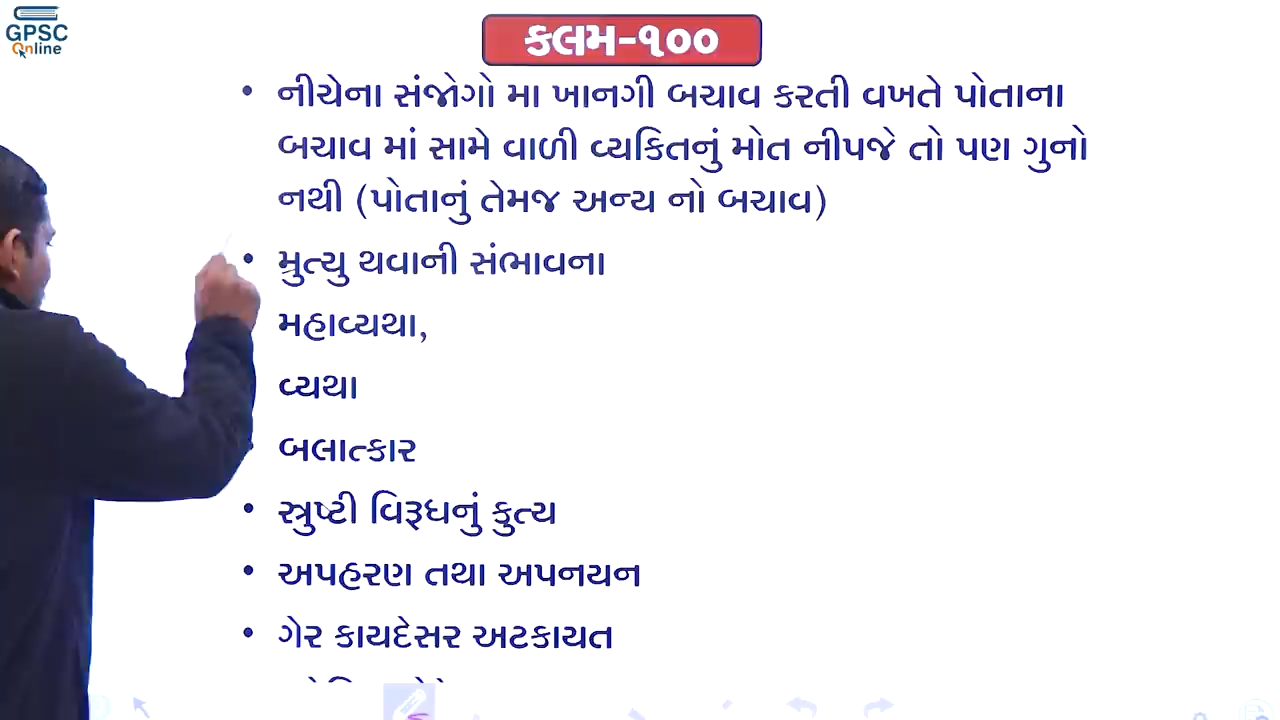 GPSC
Online
કલમ-૧૦૦
• નીચેના સંજોગો મા ખાનગી બચાવ કરતી વખતે પોતાના
બચાવ માં સામે વાળી વ્યકિતનું મોત નીપજે તો પણ ગુનો
નથી (પોતાનું તેમજ અન્ય નો બચાવ)
• મ્રુત્યુ થવાની સંભાવના
મહાવ્યથા,
વ્યથા
બલાત્કાર
• સ્ત્રુષ્ટી વિરૂધનું કુત્ય
• અપહરણ તથા અપનયન
• ગેર કાયદેસર અટકાયત